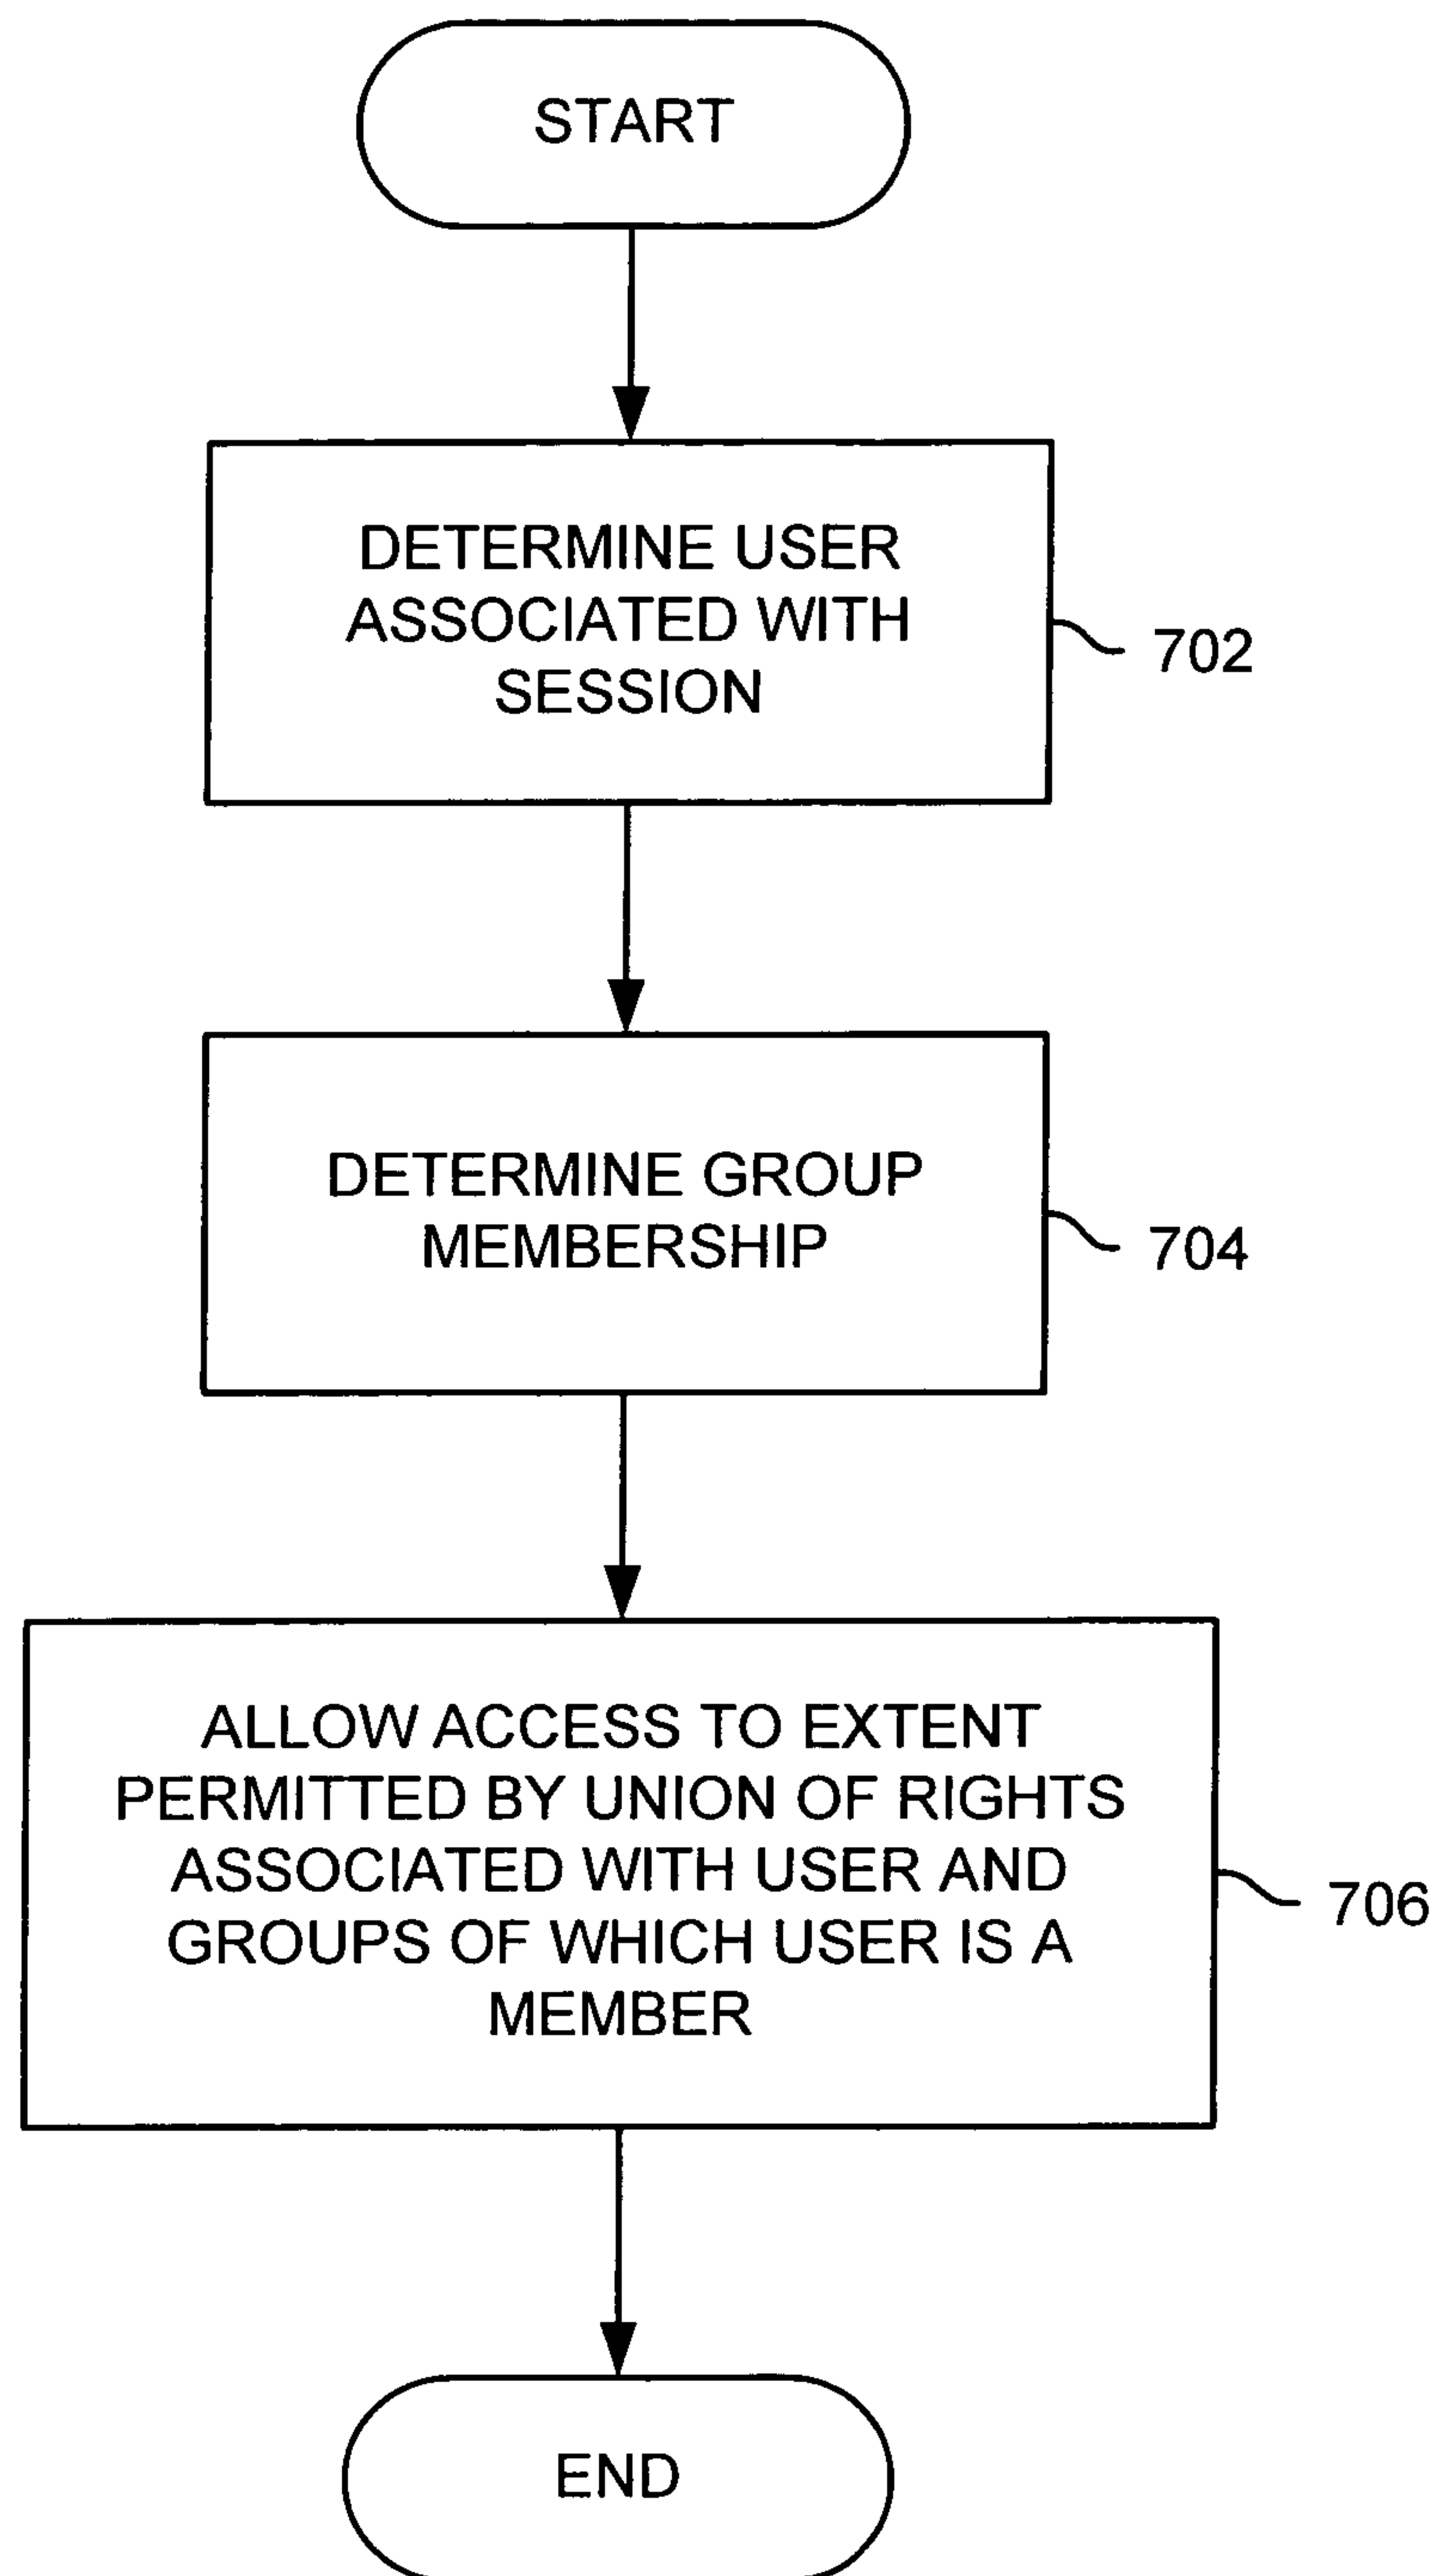 START
DETERMINE USER
ASSOCIATED WITH
SESSION
702
DETERMINE GROUP
MEMBERSHIP
704
ALLOW ACCESS TO EXTENT
PERMITTED BY UNION OF RIGHTS
ASSOCIATED WITH USER AND
GROUPS OF WHICH USER IS A
MEMBER
706
END